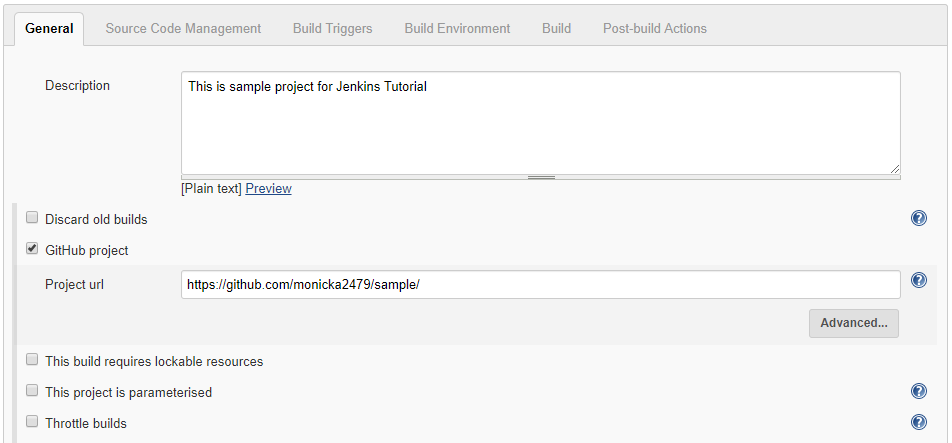 General Source Code Management Build Triggers Build Environment Build Post-build Actions
Description This is sample project for Jenkins Tutorial
[Plain text] Preview
Discard old builds ?
GitHub project
Project url https://github.com/monicka2479/sample/ ?
Advanced...
This build requires lockable resources
This project is parameterised ?
Throttle builds ?